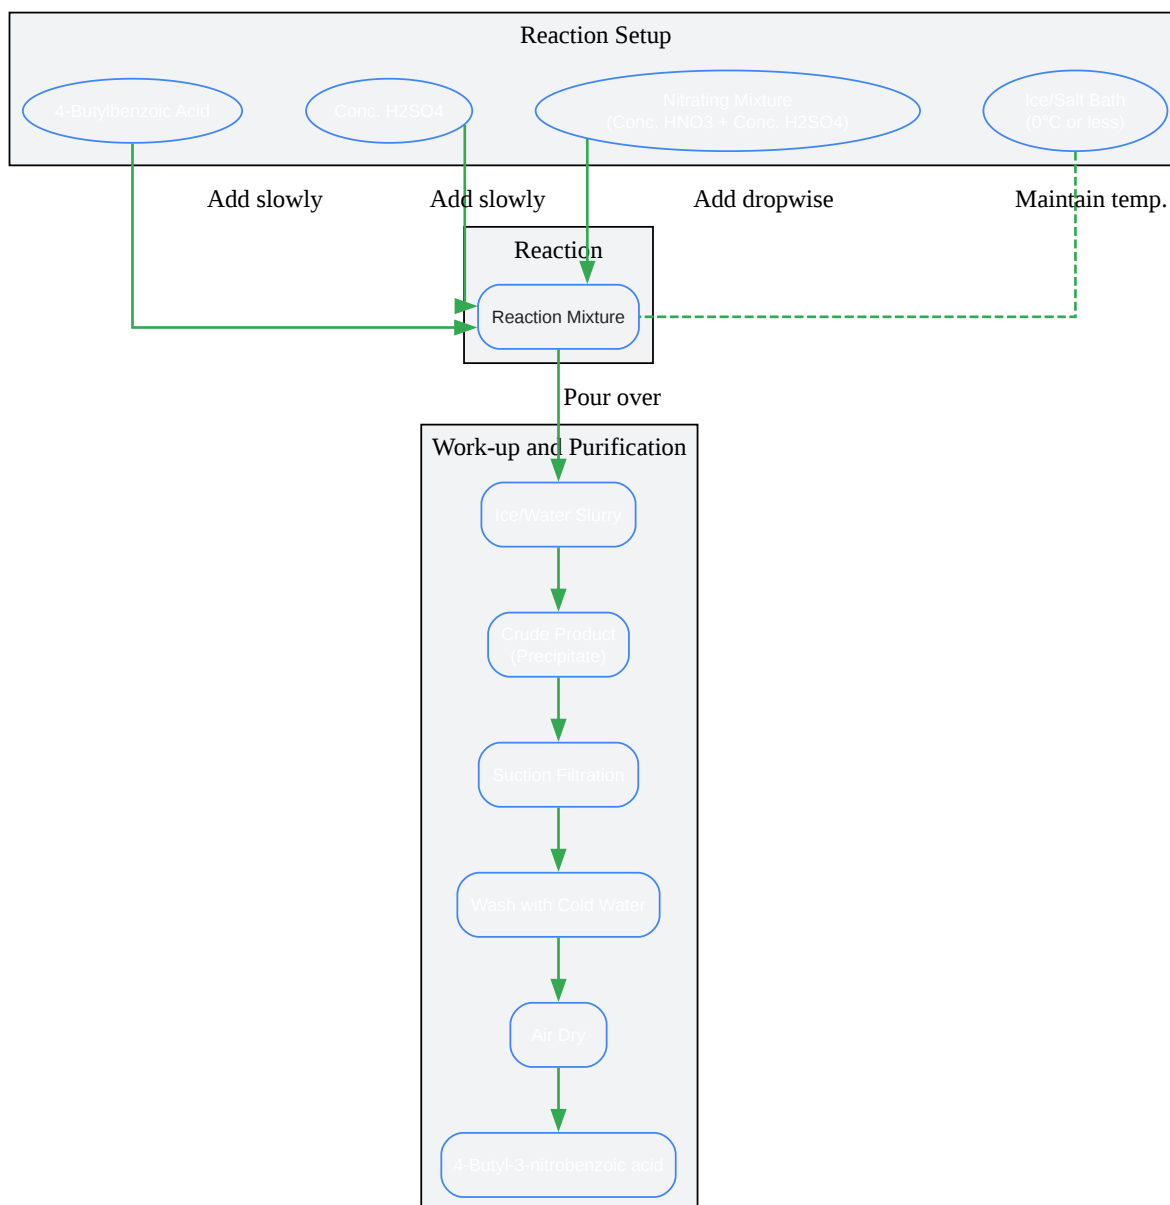 Reaction Setup
4-Butylbenzoic Acid
Conc. H2SO4
Nitrating Mixture
(Conc. HNO3 + Conc. H2SO4)
Ice/Salt Bath
(0°C or less)
Add slowly
Add slowly
Add dropwise
Maintain temp.
Reaction
Reaction Mixture
Pour over
Work-up and Purification
Ice/Water Slurry
Crude Product
(Precipitate)
Suction Filtration
Wash with Cold Water
Air Dry
4-Butyl-3-nitrobenzoic acid